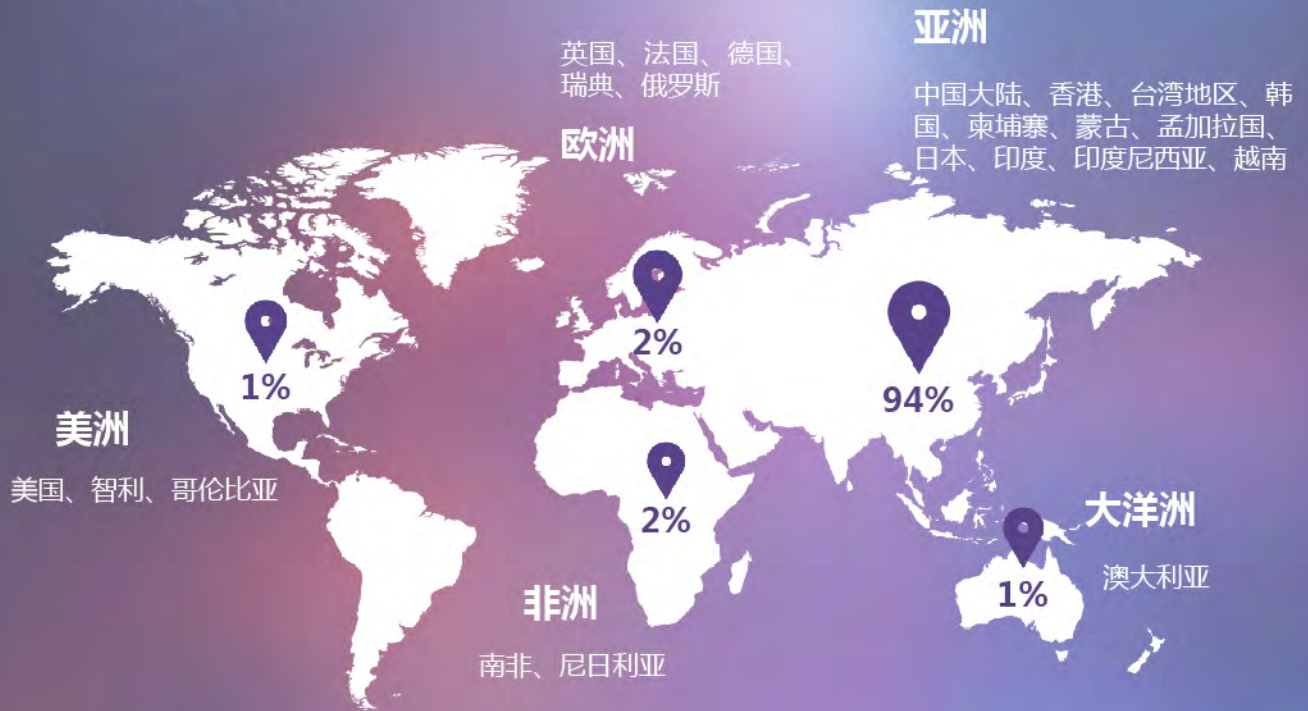 亚洲
中国大陆、香港、台湾地区、韩
国、柬埔寨、蒙古、孟加拉国、
日本、印度、印度尼西亚、越南
英国、法国、德国、
瑞典、俄罗斯
欧洲
2%
94%
1%
美洲
美国、智利、哥伦比亚
2%
非洲
南非、尼日利亚
大洋洲
澳大利亚
1%